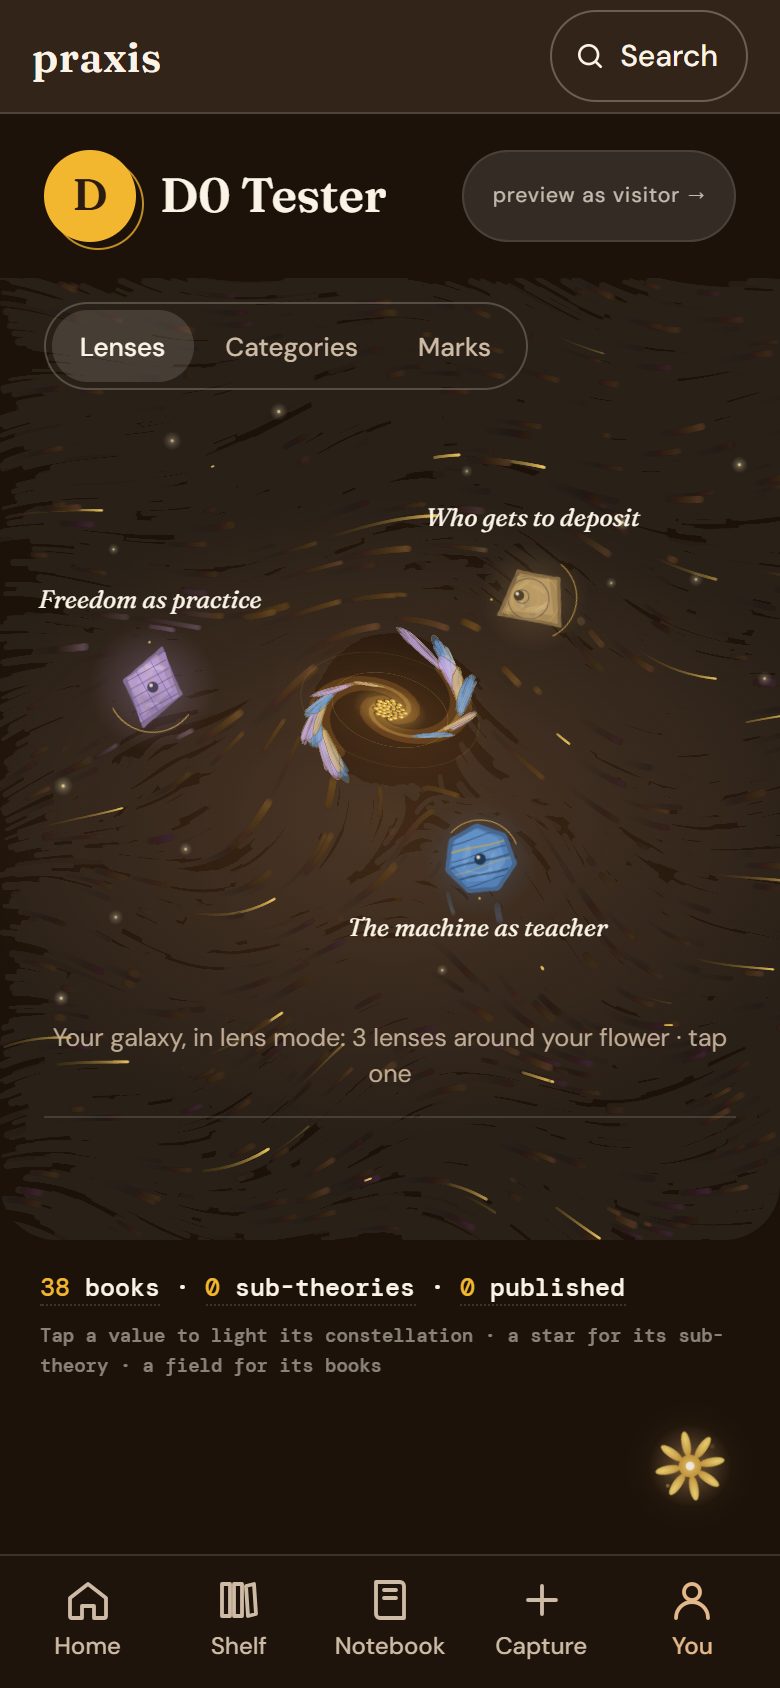 praxis
Search
D
D0 Tester
preview as visitor →
Lenses
Categories
Marks
Who gets to deposit
Freedom as practice
The machine as teacher
Your galaxy, in lens mode: 3 lenses around your flower · tap
one
38 books · 0 sub-theories · 0 published
Tap a value to light its constellation · a star for its sub-
theory · a field for its books
Home
Shelf
Notebook
Capture
You